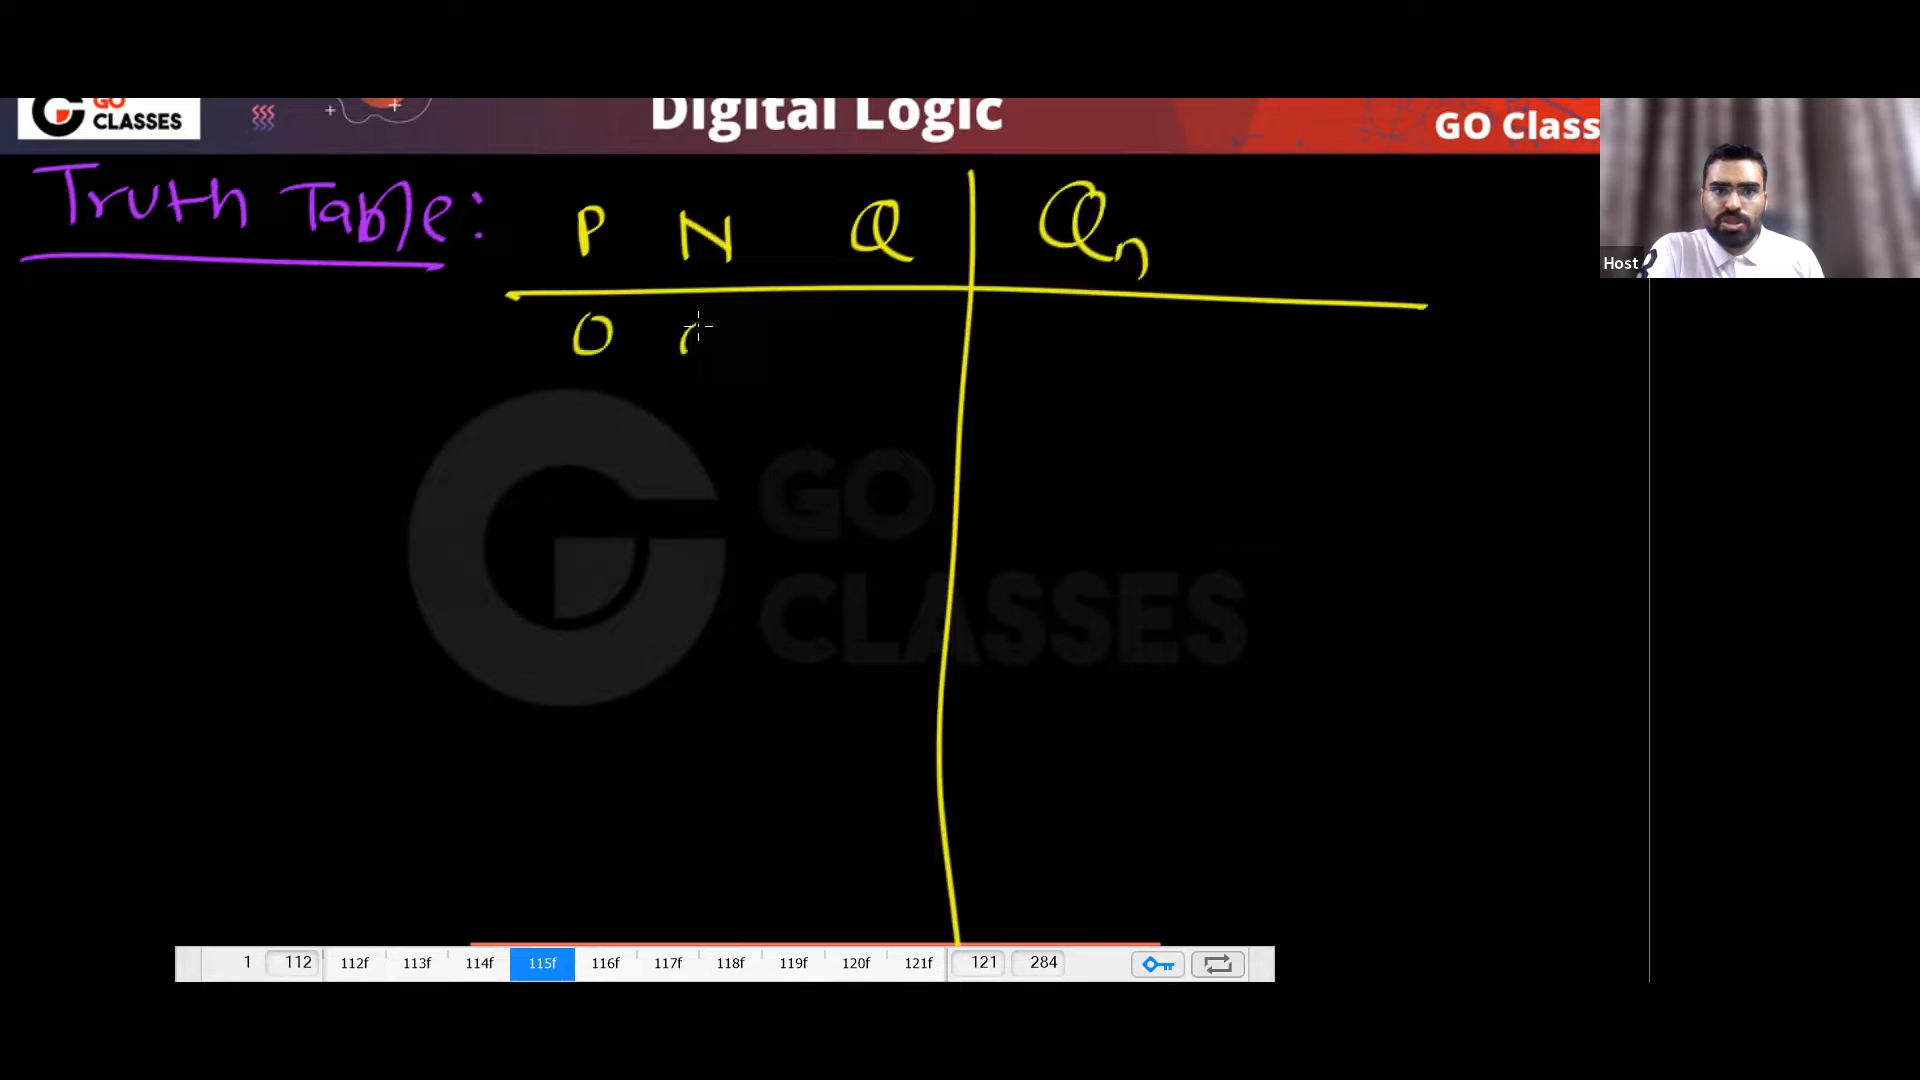 GO
CLASSES
Digital Logic
GO Class
Truth Table:
P N Q Qn
0
Host
GO
CLASSES
1 112 112f 113f 114f 115f 116f 117f 118f 119f 120f 121f 121 284